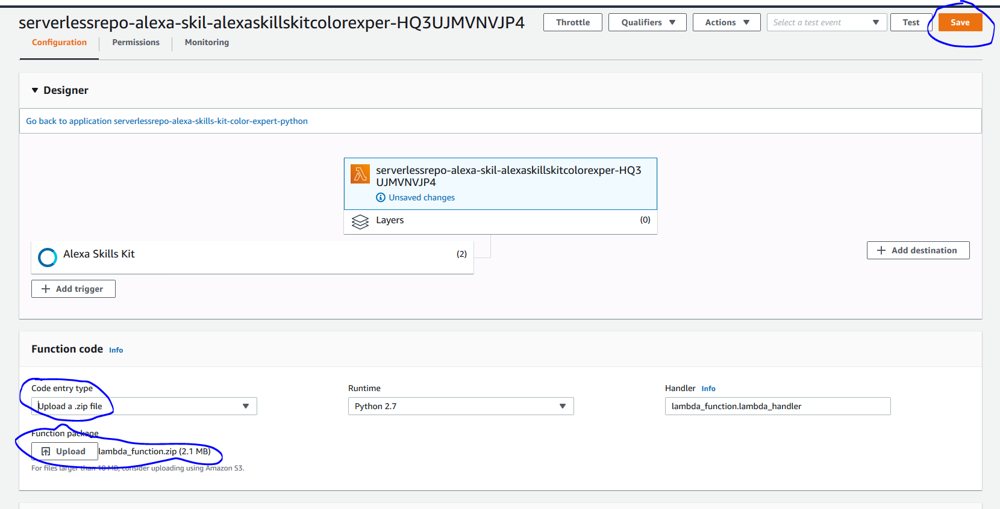 serverlessrepo-alexa-skil-alexaskillskitcolorexper-HQ3UJMVNVJP4
Throttle
Qualifiers
Actions
Select a test event
Test
Save
Configuration
Permissions
Monitoring
Designer
Go back to application serverlessrepo-alexa-skills-kit-color-expert-python
serverlessrepo-alexa-skil-alexaskillskitcolorexper-HQ3
UJMVNVJP4
Unsaved changes
Layers
(0)
Alexa Skills Kit
(2)
Add destination
Add trigger
Function code Info
Code entry type
Upload a .zip file
Runtime
Python 2.7
Handler Info
lambda_function.lambda_handler
Function package
Upload
lambda_function.zip (2.1 MB)
For files larger than 10 MB, consider uploading using Amazon S3.